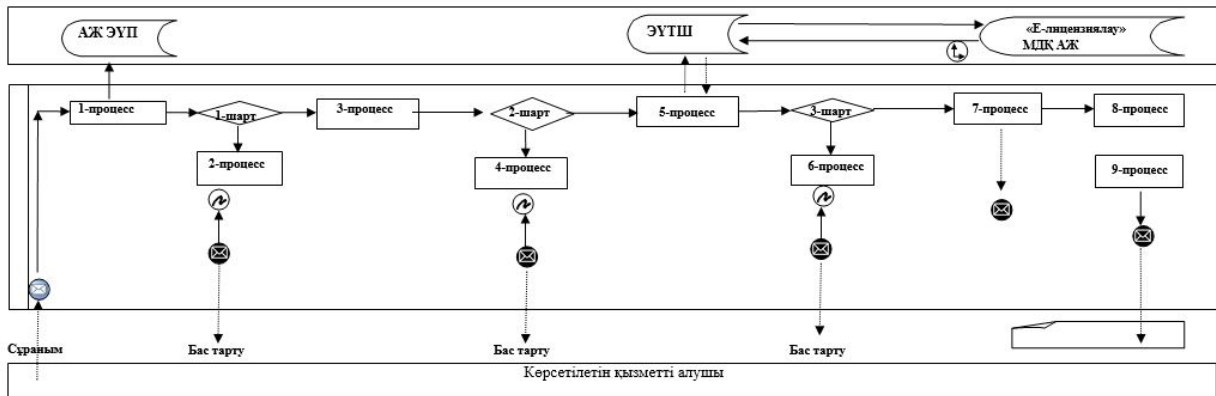 АЖ ЭҮП
ЭҮТШ
«Е-лицензиялау»
МДҚ АЖ
1-процесс
1-шарт
3-процесс
2-шарт
5-процесс
3-шарт
7-процесс
8-процесс
2-процесс
4-процесс
6-процесс
9-процесс
Сұраным
Бас тарту
Бас тарту
Бас тарту
Көрсетілетін қызметті алушы